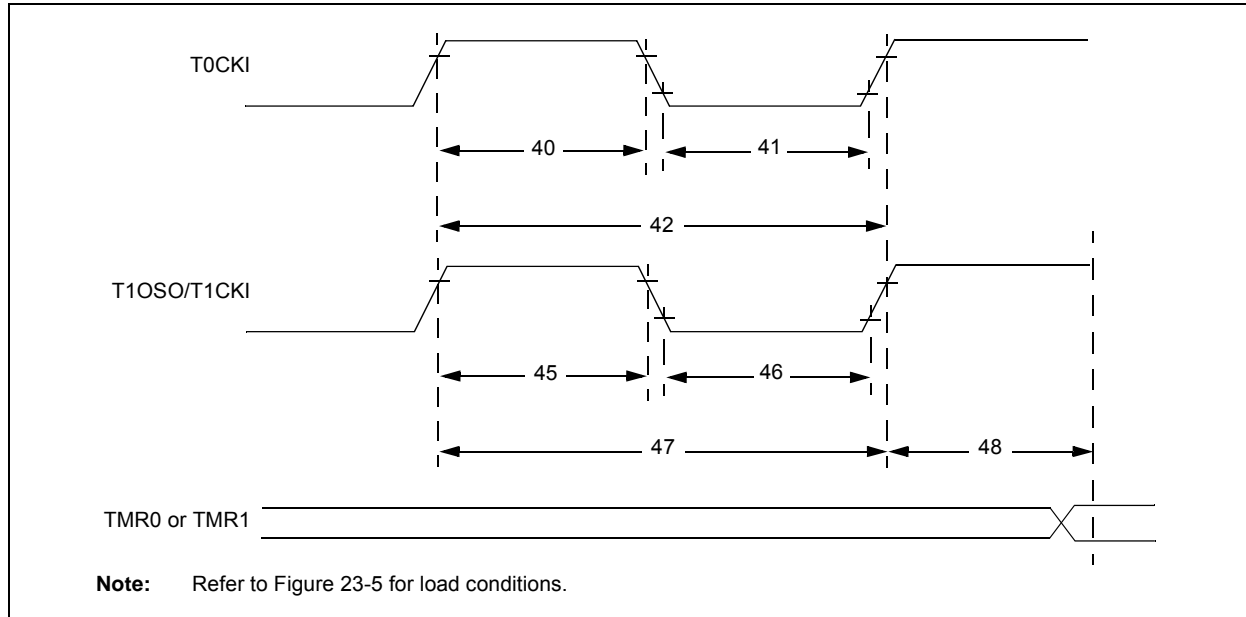 T0CKI
40
41
42
T1OSO/T1CKI
45
46
47
48
TMR0 or TMR1
Note: Refer to Figure 23-5 for load conditions.